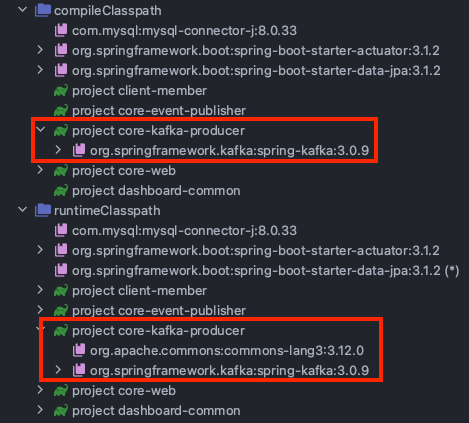 compileClasspath
com.mysql:mysql-connector-j:8.0.33
org.springframework.boot:spring-boot-starter-actuator:3.1.2
org.springframework.boot:spring-boot-starter-data-jpa:3.1.2
project client-member
project core-event-publisher
project core-kafka-producer
org.springframework.kafka:spring-kafka:3.0.9
project core-web
project dashboard-common
runtimeClasspath
com.mysql:mysql-connector-j:8.0.33
org.springframework.boot:spring-boot-starter-actuator:3.1.2
org.springframework.boot:spring-boot-starter-data-jpa:3.1.2 (*)
project client-member
project core-event-publisher
project core-kafka-producer
org.apache.commons:commons-lang3:3.12.0
org.springframework.kafka:spring-kafka:3.0.9
project core-web
project dashboard-common